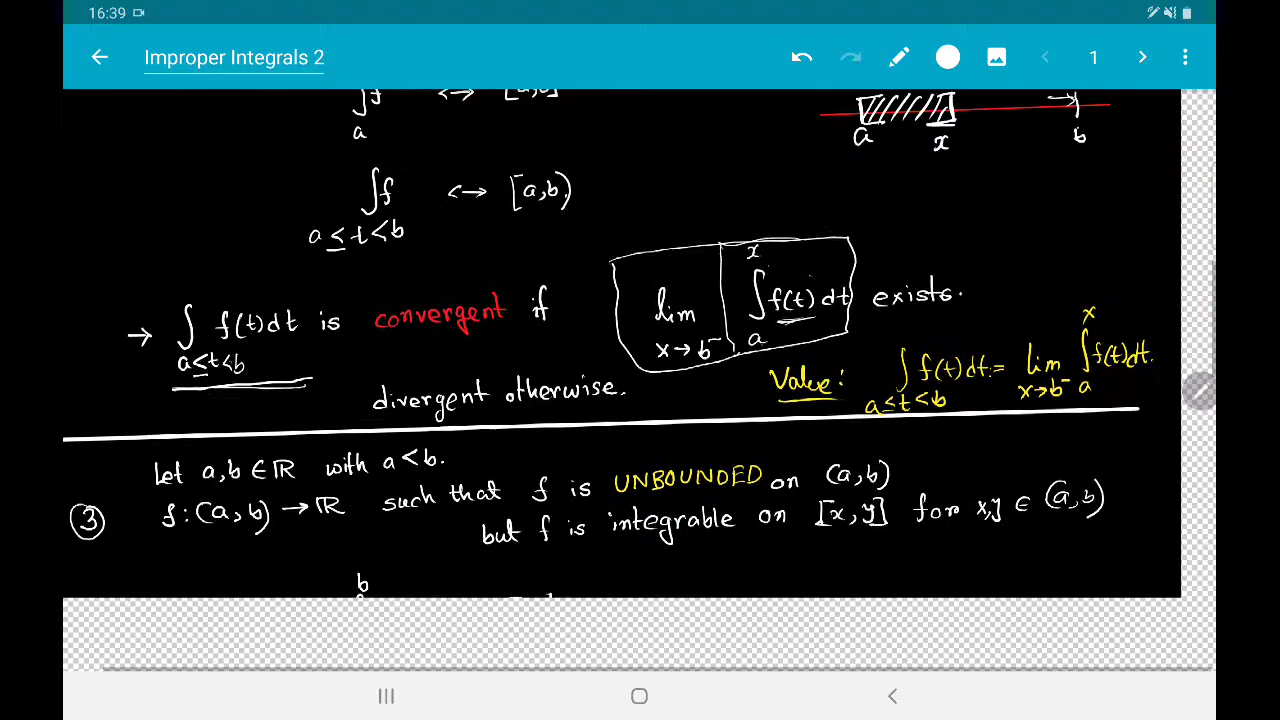 16:39
Improper Integrals 2
1
a
∫f ↔ [a,b)
a ≤ t < b
a x b
→ ∫ f(t)dt is convergent if lim ∫ f(t) dt exists.
a≤t<b x→b⁻ a x
divergent otherwise.
Value: ∫ f(t)dt = lim ∫ f(t)dt.
a≤t<b x→b⁻ a x
Let a,b ∈ ℝ with a<b.
③ f:(a,b) → ℝ such that f is UNBOUNDED on (a,b)
but f is integrable on [x,y] for x,y ∈ (a,b)
b